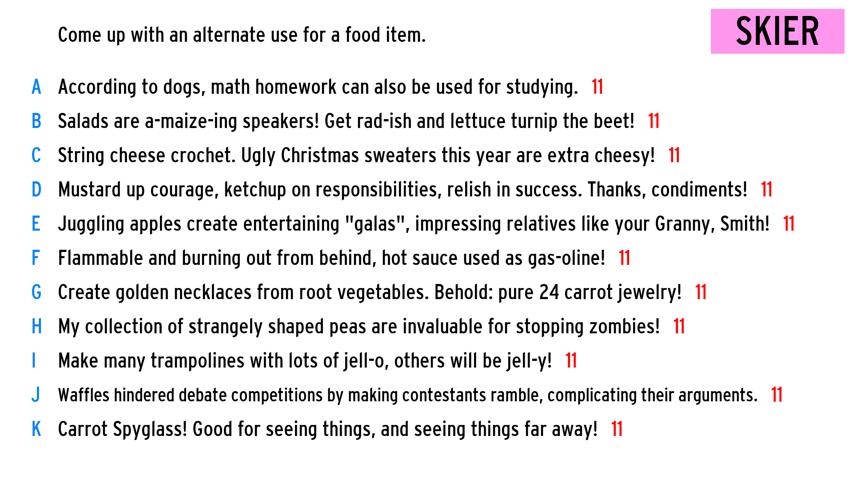 Come up with an alternate use for a food item.
SKIER
A According to dogs, math homework can also be used for studying. 11
B Salads are a-maize-ing speakers! Get rad-ish and lettuce turnip the beet! 11
C String cheese crochet. Ugly Christmas sweaters this year are extra cheesy! 11
D Mustard up courage, ketchup on responsibilities, relish in success. Thanks, condiments! 11
E Juggling apples create entertaining "galas", impressing relatives like your Granny, Smith! 11
F Flammable and burning out from behind, hot sauce used as gas-oline! 11
G Create golden necklaces from root vegetables. Behold: pure 24 carrot jewelry! 11
H My collection of strangely shaped peas are invaluable for stopping zombies! 11
I Make many trampolines with lots of jell-o, others will be jell-y! 11
J Waffles hindered debate competitions by making contestants ramble, complicating their arguments. 11
K Carrot Spyglass! Good for seeing things, and seeing things far away! 11